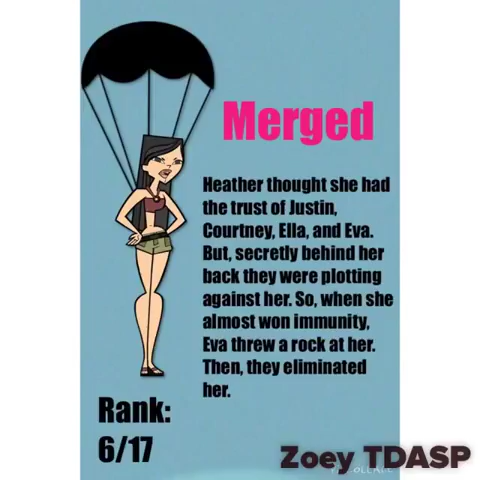 Merged
Heather thought she had
the trust of Justin,
Courtney, Ella, and Eva.
But, secretly behind her
back they were plotting
against her. So, when she
almost won immunity,
Eva threw a rock at her.
Then, they eliminated
her.
Rank:
6/17
Zoey TDASP